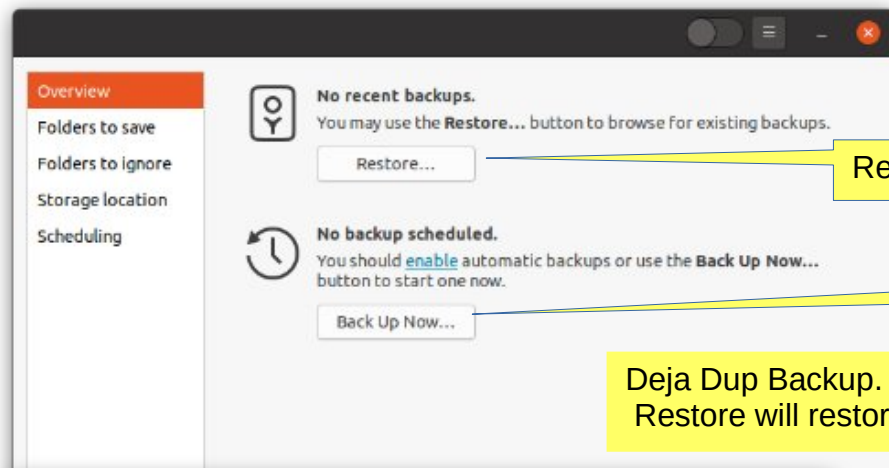 Overview
Folders to save
Folders to ignore
Storage location
Scheduling
No recent backups.
You may use the Restore... button to browse for existing backups.
Restore...
No backup scheduled.
You should enable automatic backups or use the Back Up Now...
button to start one now.
Back Up Now...
Deja Dup Backup.
Restore will